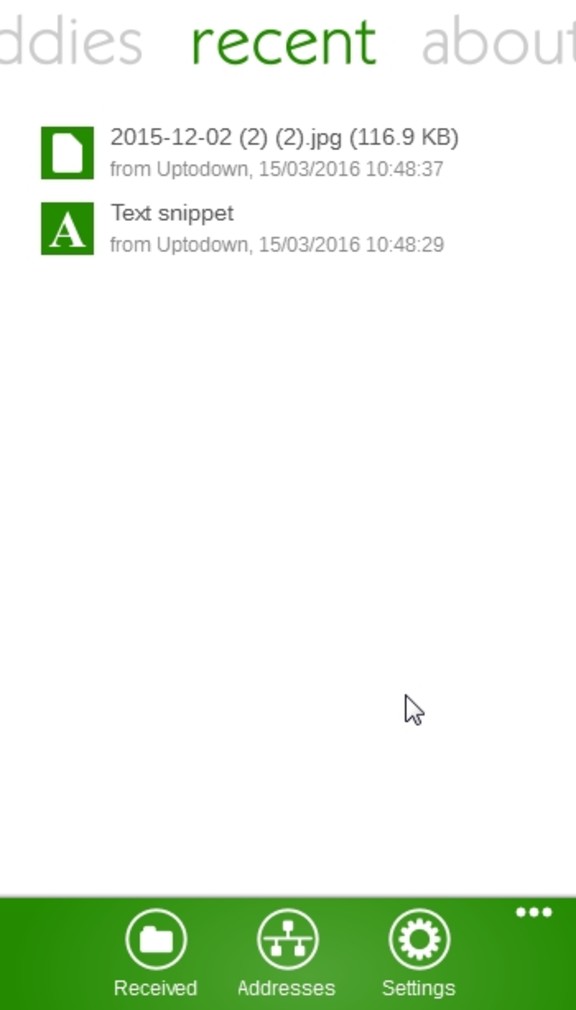 ddies recent about
2015-12-02 (2) (2).jpg (116.9 KB)
from Uptodown, 15/03/2016 10:48:37
A
Text snippet
from Uptodown, 15/03/2016 10:48:29
Received Addresses Settings